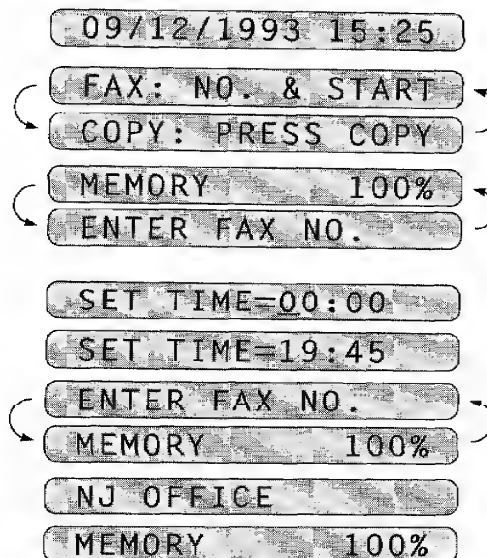 09/12/1993 15:25
FAX: NO. & START
COPY: PRESS COPY
MEMORY 100%
ENTER FAX NO.
SET TIME=00:00
SET TIME=19:45
ENTER FAX NO.
MEMORY 100%
NJ OFFICE
MEMORY 100%